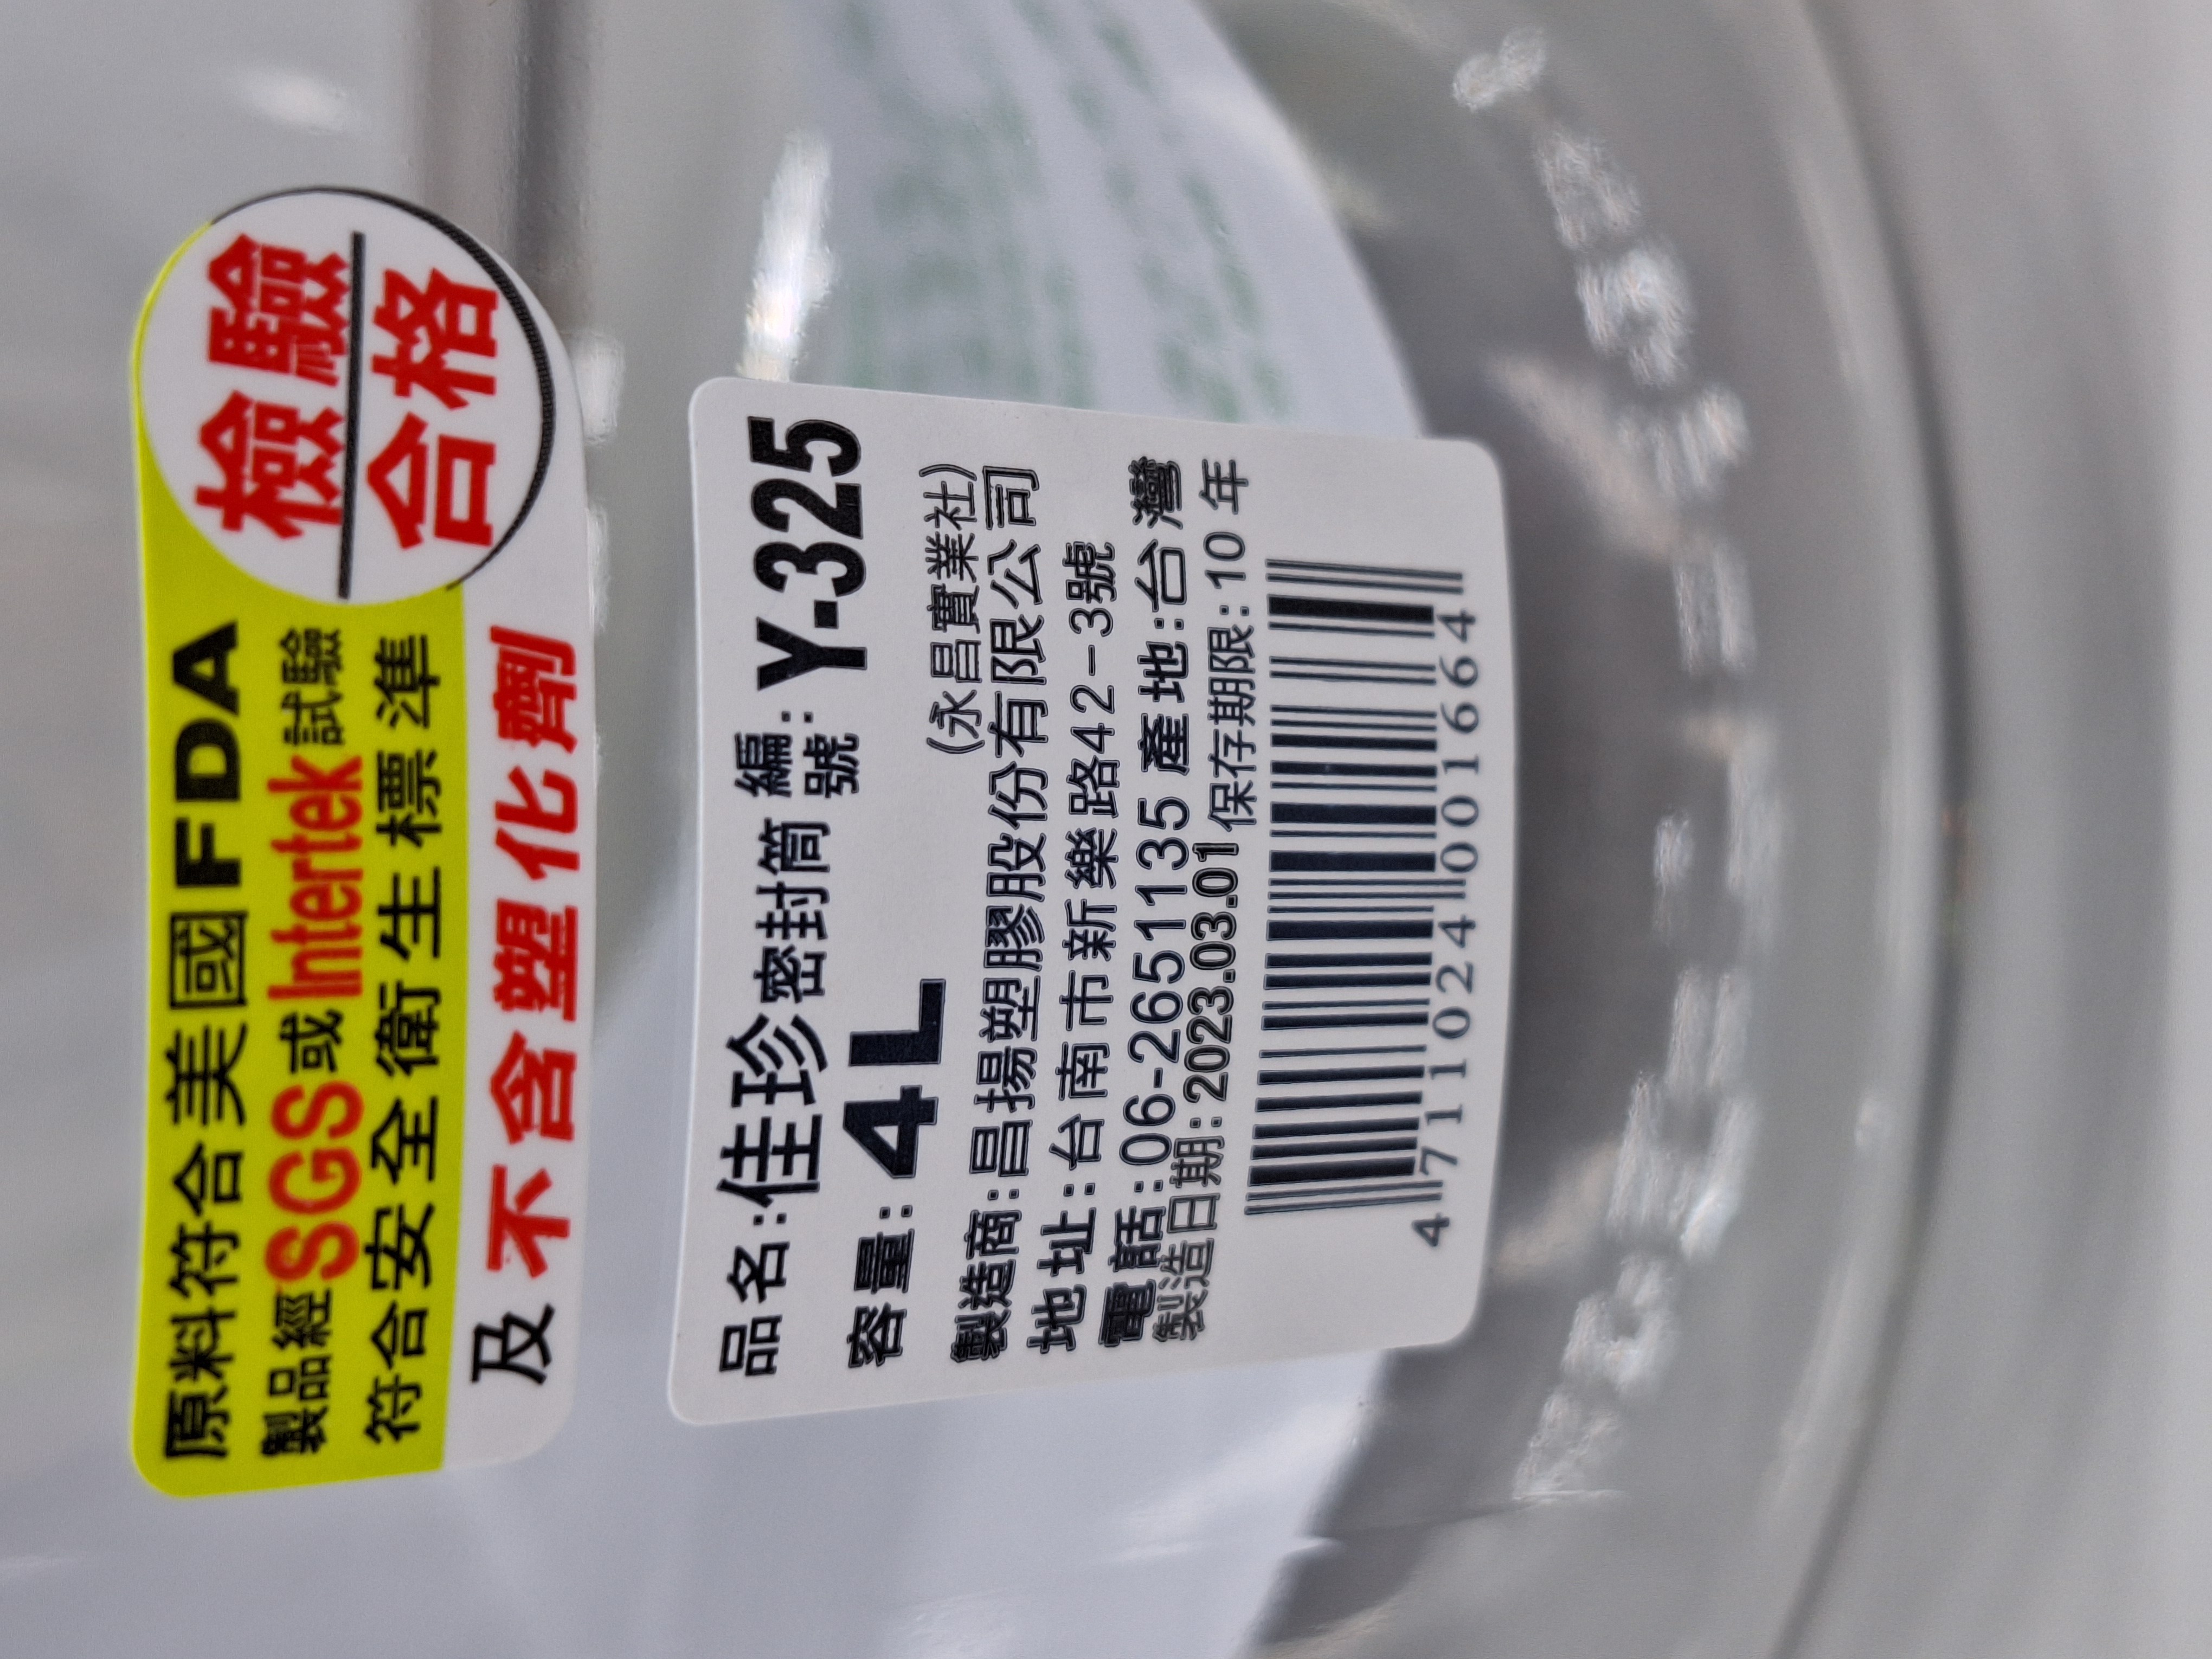 原料符合美國FDA
製品經SGS或Intertek試驗
符合安全衛生標準
及不含塑化劑
檢驗
合格
品名:佳珍密封筒 編號:Y-325
容量:4L
(永昌實業社)
製造商:昌揚塑膠股份有限公司
地址:台南市新樂路42-3號
電話:06-2651135 產地:台灣
製造日期:2023.03.01 保存期限:10年
4711024001664